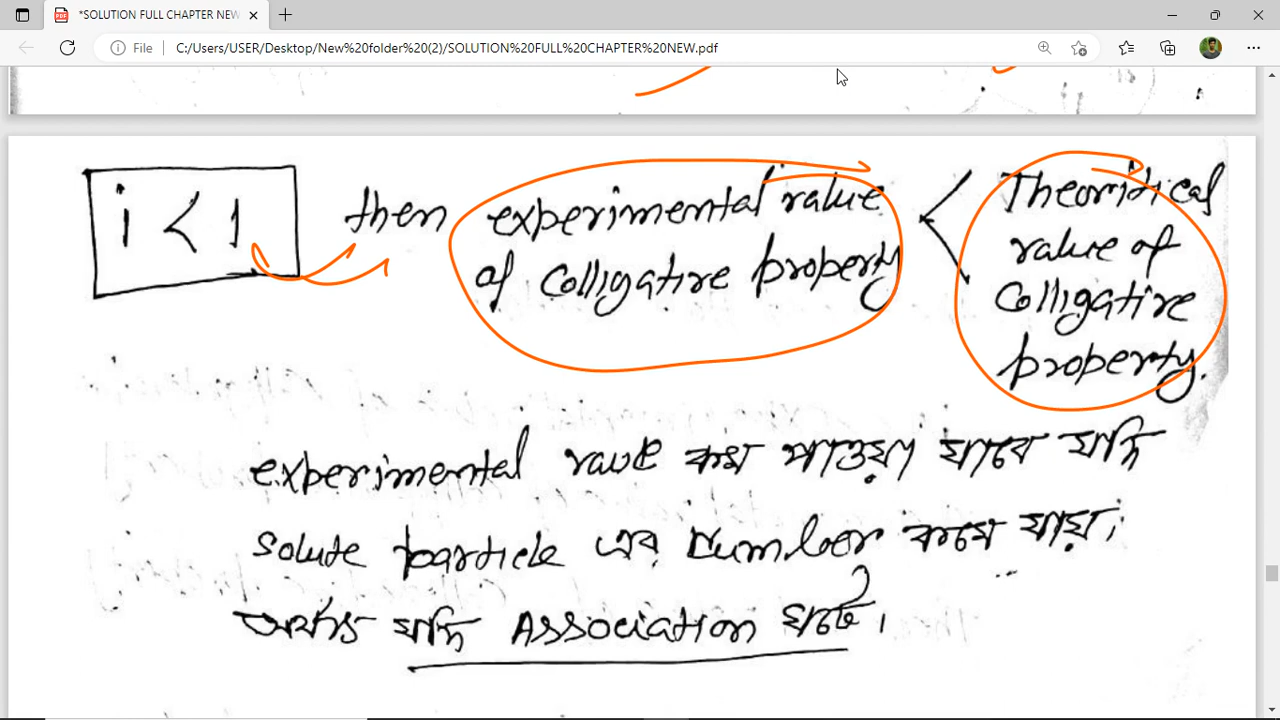 *SOLUTION FULL CHAPTER NEW
File C:/Users/USER/Desktop/New%20folder%20(2)/SOLUTION%20FULL%20CHAPTER%20NEW.pdf
i < 1 then experimental value of colligative property < Theoritical value of colligative property.
experimental value কম পাওয়া যাবে যদি
solute particle এর number কমে যায়।
অর্থাৎ যদি Association ঘটে।